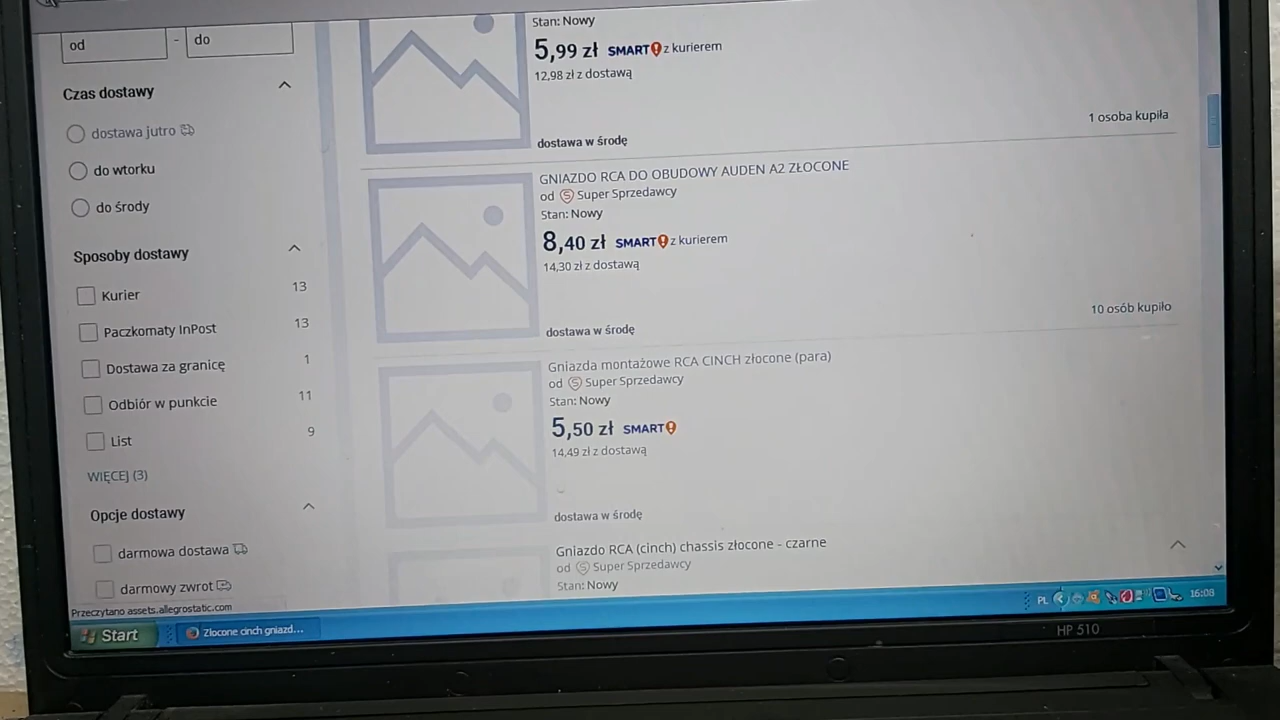 od - do
Czas dostawy
dostawa jutro
do wtorku
do środy
Sposoby dostawy
Kurier 13
Paczkomaty InPost 13
Dostawa za granicę 1
Odbiór w punkcie 11
List 9
WIĘCEJ (3)
Opcje dostawy
darmowa dostawa
darmowy zwrot
Przeczytano assets.allegrostatic.com
Stan: Nowy
5,99 zł SMART! z kurierem
12,98 zł z dostawą
dostawa w środę
1 osoba kupiła
GNIAZDO RCA DO OBUDOWY AUDEN A2 ZŁOCONE
od Super Sprzedawcy
Stan: Nowy
8,40 zł SMART! z kurierem
14,30 zł z dostawą
dostawa w środę
10 osób kupiło
Gniazda montażowe RCA CINCH złocone (para)
od Super Sprzedawcy
Stan: Nowy
5,50 zł SMART!
14,49 zł z dostawą
dostawa w środę
Gniazdo RCA (cinch) chassis złocone - czarne
od Super Sprzedawcy
Stan: Nowy
Start
Złocone cinch gniazd...
PL
16:08
HP 510